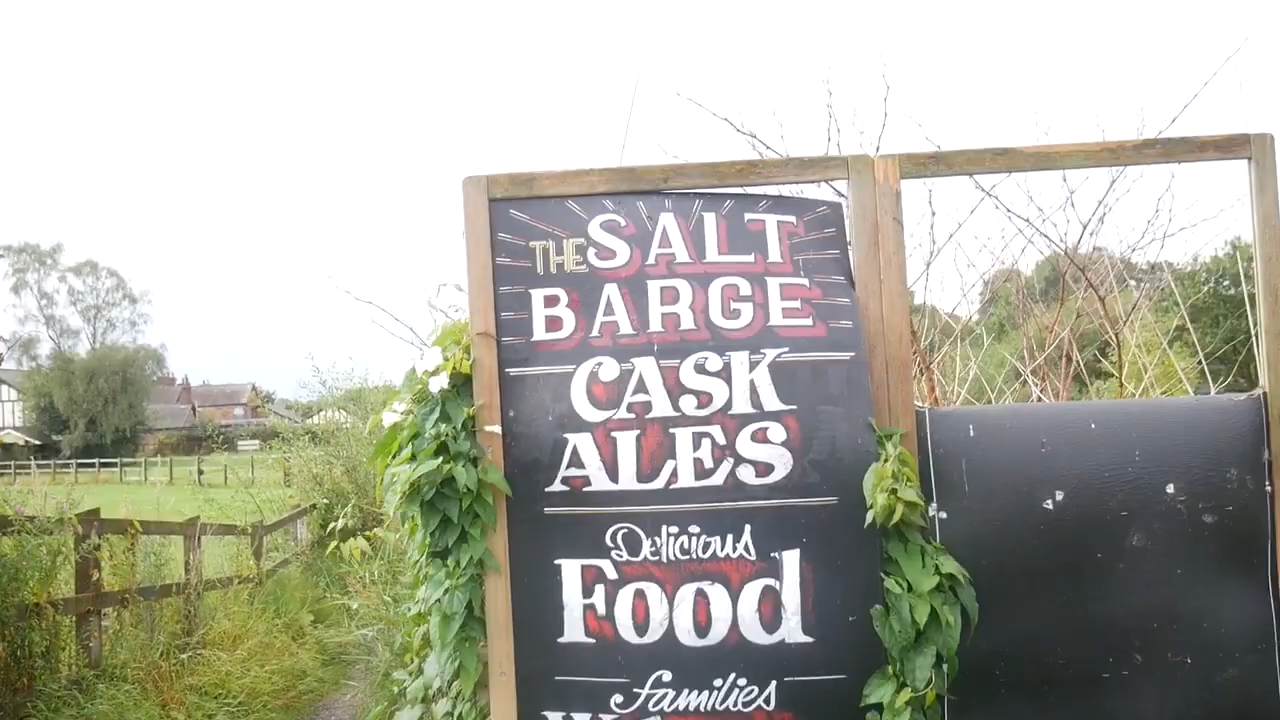 THE SALT
BARGE
CASK
ALES
Delicious
Food
families